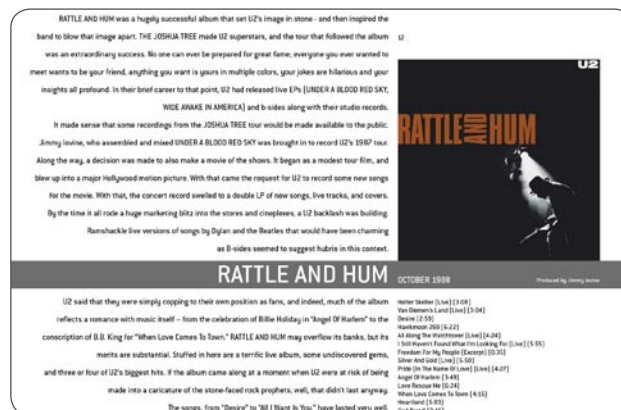 RATTLE AND HUM was a hugely successful album that set U2's image in stone - and then inspired the
band to blow that image apart. THE JOSHUA TREE made U2 superstars, and the tour that followed the album
was an extraordinary success. No one can ever be prepared for great fame; everyone you ever wanted to
meet wants to be your friend, anything you want is yours in multiple colors, your jokes are hilarious and your
insights all profound. In their brief career to that point, U2 had released live EPs (UNDER A BLOOD RED SKY,
WIDE AWAKE IN AMERICA) and b-sides along with their studio records.
It made sense that some recordings from the JOSHUA TREE tour would be made available to the public.
Jimmy Iovine, who assembled and mixed UNDER A BLOOD RED SKY was brought in to record U2's 1987 tour.
Along the way, a decision was made to also make a movie of the shows. It began as a modest tour film, and
blew up into a major Hollywood motion picture. With that came the request for U2 to record some new songs
for the movie. With that, the concert record swelled to a double LP of new songs, live tracks, and covers.
By the time it all rode a huge marketing blitz into the stores and cineplexes, a U2 backlash was building.
Ramshackle live versions of songs by Dylan and the Beatles that would have been charming
as B-sides seemed to suggest hubris in this context.
RATTLE AND HUM
U2 said that they were simply copping to their own position as fans, and indeed, much of the album
reflects a romance with music itself – from the celebration of Billie Holiday in "Angel Of Harlem" to the
conscription of B.B. King for "When Love Comes To Town." RATTLE AND HUM may overflow its banks, but its
merits are substantial. Stuffed in here are a terrific live album, some undiscovered gems,
and three or four of U2's biggest hits. If the album came along at a moment when U2 were at risk of being
made into a caricature of the stone-faced rock prophets, well, that didn't last anyway.
The songs, from "Desire" to "All I Want Is You," have lasted very well.
12
U2
RATTLE AND HUM
OCTOBER 1988
Produced by Jimmy Iovine
Helter Skelter (Live) (3:08)
Van Diemen's Land (Live) (3:04)
Desire (2:59)
Hawkmoon 269 (6:22)
All Along The Watchtower (Live) (4:24)
I Still Haven't Found What I'm Looking For (Live) (5:55)
Freedom For My People (Excerpt) (0:35)
Silver And Gold (Live) (5:50)
Pride (In The Name Of Love) (Live) (4:27)
Angel Of Harlem (3:49)
Love Rescue Me (6:24)
When Love Comes To Town (4:15)
Heartland (5:03)